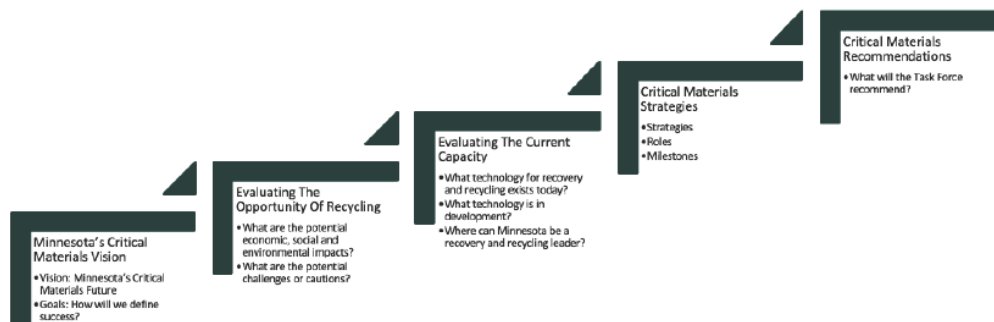 Minnesota's Critical
Materials Vision
•Vision: Minnesota's Critical
Materials Future
•Goals: How will we define
success?
Evaluating The
Opportunity Of Recycling
•What are the potential
economic, social and
environmental impacts?
•What are the potential
challenges or cautions?
Evaluating The Current
Capacity
•What technology for recovery
and recycling exists today?
•What technology is in
development?
•Where can Minnesota be a
recovery and recycling leader?
Critical Materials
Strategies
•Strategies
•Roles
•Milestones
Critical Materials
Recommendations
•What will the Task Force
recommend?